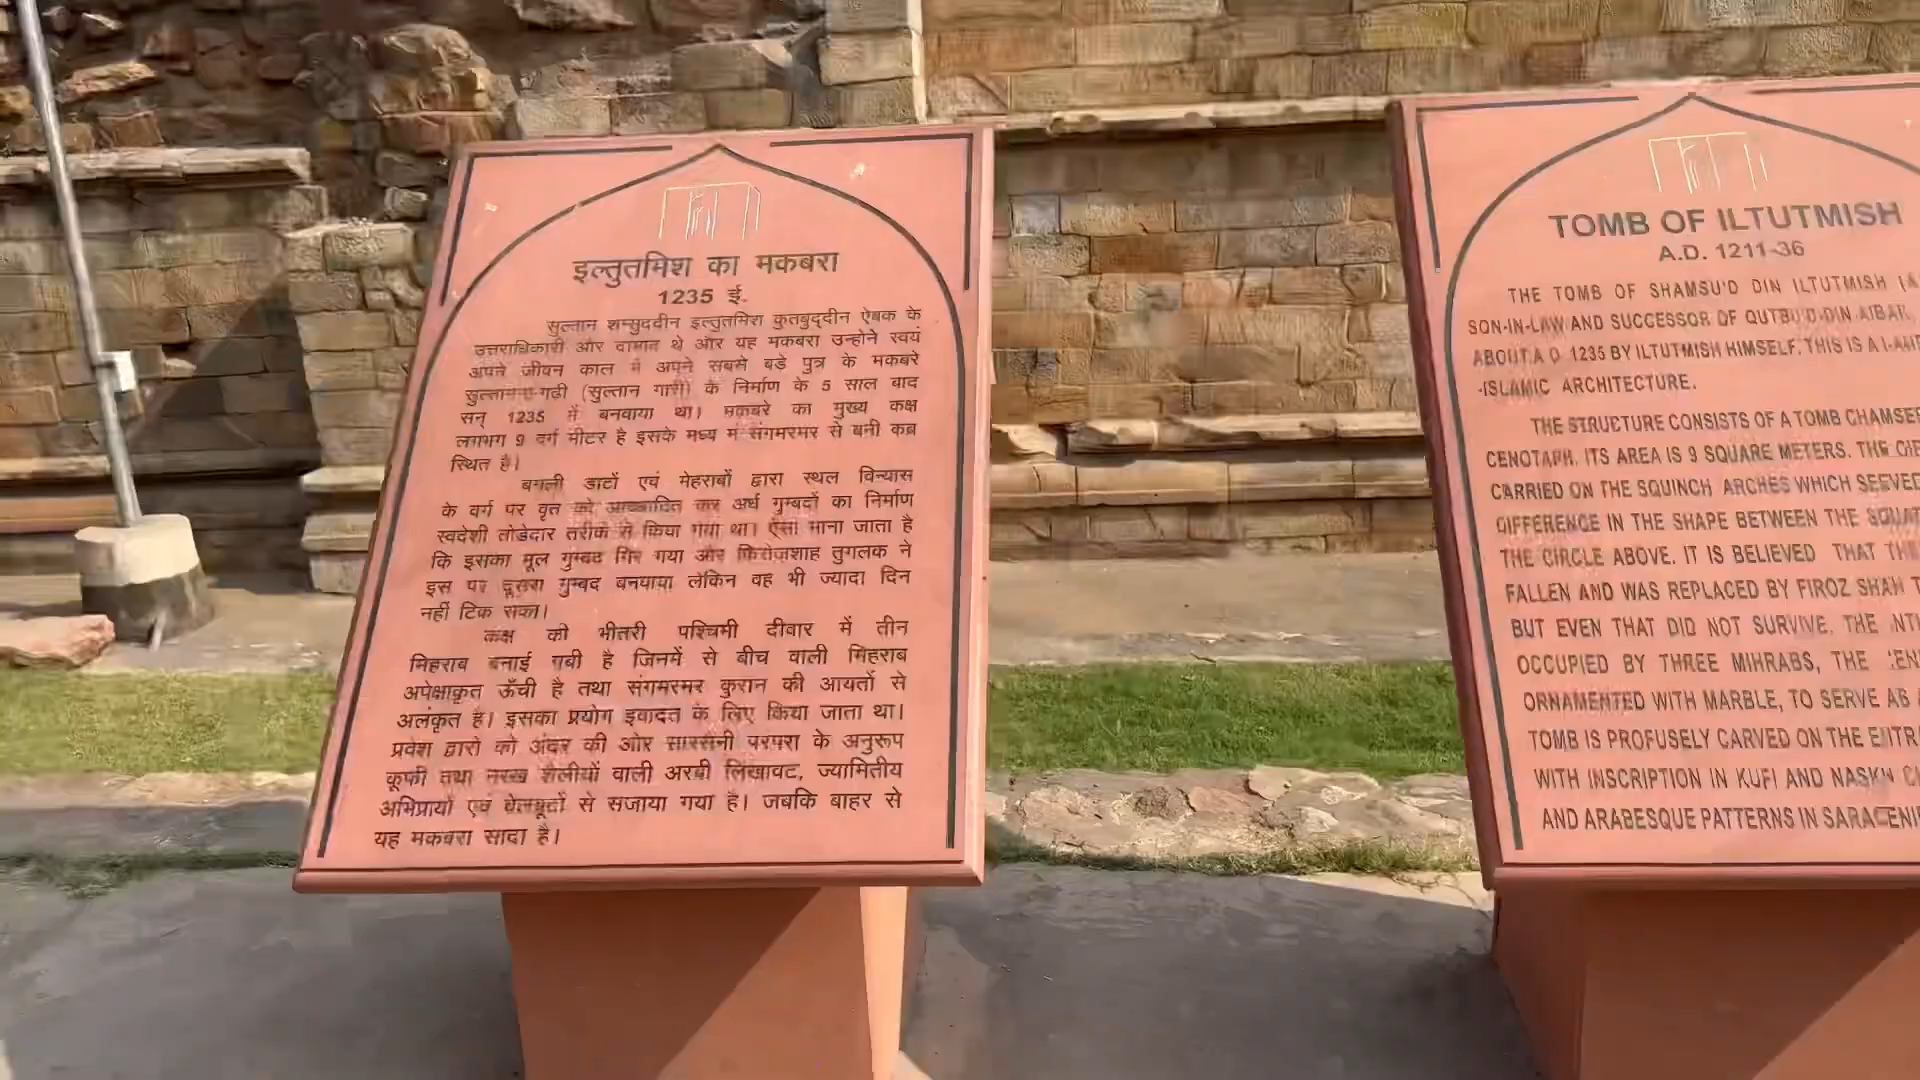 इल्तुतमिश का मकबरा
1235 ई.
सुल्तान शम्सुददीन इल्तुतमिश कुतबुद्दीन ऐबक के
उत्तराधिकारी और दामाद थे और यह मकबरा उन्होने स्वयं
अपने जीवन काल में अपने सबसे बड़े पुत्र के मकबरे
सुल्तान-ए-गढ़ी (सुल्तान गारी) के निर्माण के 5 साल बाद
सन् 1235 में बनवाया था। मकबरे का मुख्य कक्ष
लगभग 9 वर्ग मीटर है इसके मध्य में संगमरमर से बनी कब्र
स्थित है।
बगली डाटों एवं मेहराबों द्वारा स्थल विन्यास
के वर्ग पर वृत को आच्छादित कर अर्ध गुम्बदों का निर्माण
स्वदेशी तोडेदार तरीके से किया गया था। ऐसा माना जाता है
कि इसका मूल गुम्बद गिर गया और फिरोजशाह तुगलक ने
इस पर दूसरा गुम्बद बनवाया लेकिन वह भी ज्यादा दिन
नहीं टिक सका।
कक्ष की भीतरी पश्चिमी दीवार में तीन
मिहराब बनाई गयी है जिनमें से बीच वाली मिहराब
अपेक्षाकृत ऊँची है तथा संगमरमर कुरान की आयतों से
अलंकृत है। इसका प्रयोग इवादत के लिए किया जाता था।
प्रवेश द्वारो को अंदर की ओर सारसेनी परंपरा के अनुरूप
कूफी तथा नस्ख शैलीयों वाली अरबी लिखावट, ज्यामितीय
अभिप्रायों एवं बेलबूटों से सजाया गया है। जबकि बाहर से
यह मकबरा सादा है।
TOMB OF ILTUTMISH
A.D. 1211-36
THE TOMB OF SHAMSU'D DIN ILTUTMISH
SON-IN-LAW AND SUCCESSOR OF QUTBU'D-DIN-AIBAK,
ABOUT A D 1235 BY ILTUTMISH HIMSELF. THIS IS A
-ISLAMIC ARCHITECTURE.
THE STRUCTURE CONSISTS OF A TOMB
CENOTAPH. ITS AREA IS 9 SQUARE METERS. THE
CARRIED ON THE SQUINCH ARCHES WHICH
DIFFERENCE IN THE SHAPE BETWEEN THE
THE CIRCLE ABOVE. IT IS BELIEVED THAT
FALLEN AND WAS REPLACED BY FIROZ SHAH
BUT EVEN THAT DID NOT SURVIVE. THE
OCCUPIED BY THREE MIHRABS, THE
ORNAMENTED WITH MARBLE, TO SERVE AS
TOMB IS PROFUSELY CARVED ON THE
WITH INSCRIPTION IN KUFI AND NASKH
AND ARABESQUE PATTERNS IN